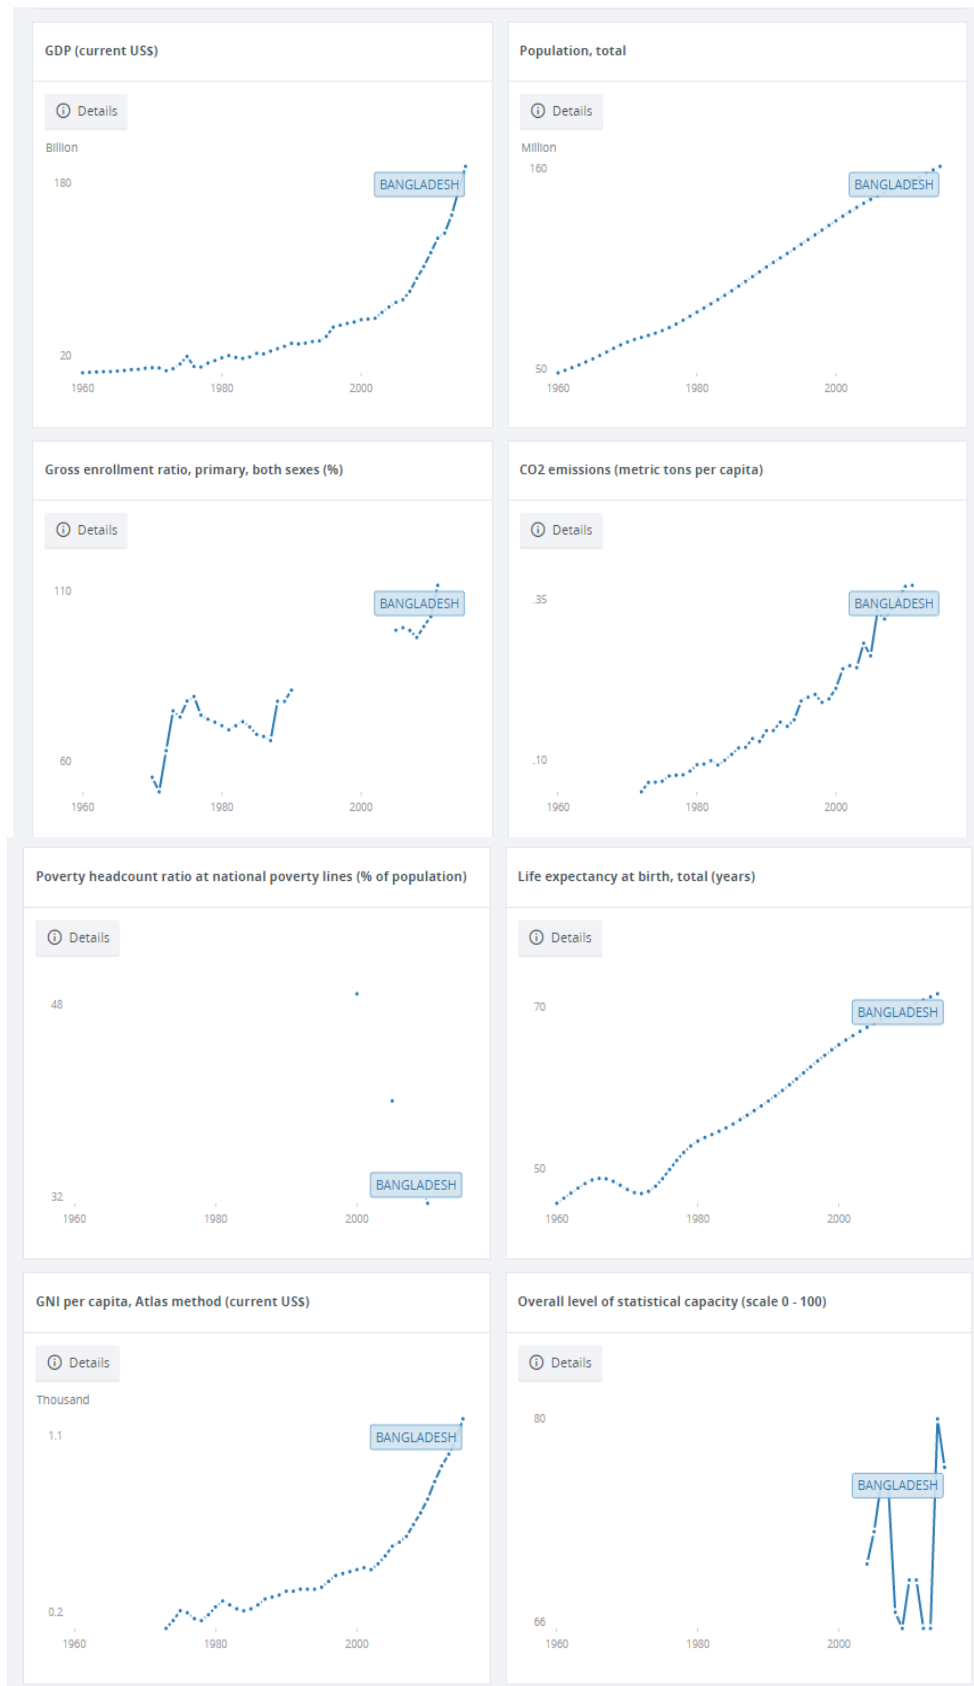 GDP (current US$)
Population, total
Details
Details
Billion
Million
180
BANGLADESH
160
BANGLADESH
20
50
1960
1980
2000
1960
1980
2000
Gross enrollment ratio, primary, both sexes (%)
CO2 emissions (metric tons per capita)
Details
Details
110
BANGLADESH
.35
BANGLADESH
60
.10
1960
1980
2000
1960
1980
2000
Poverty headcount ratio at national poverty lines (% of population)
Life expectancy at birth, total (years)
Details
Details
48
70
BANGLADESH
BANGLADESH
32
50
1960
1980
2000
1960
1980
2000
GNI per capita, Atlas method (current US$)
Overall level of statistical capacity (scale 0 - 100)
Details
Details
Thousand
1.1
BANGLADESH
80
BANGLADESH
0.2
66
1960
1980
2000
1960
1980
2000